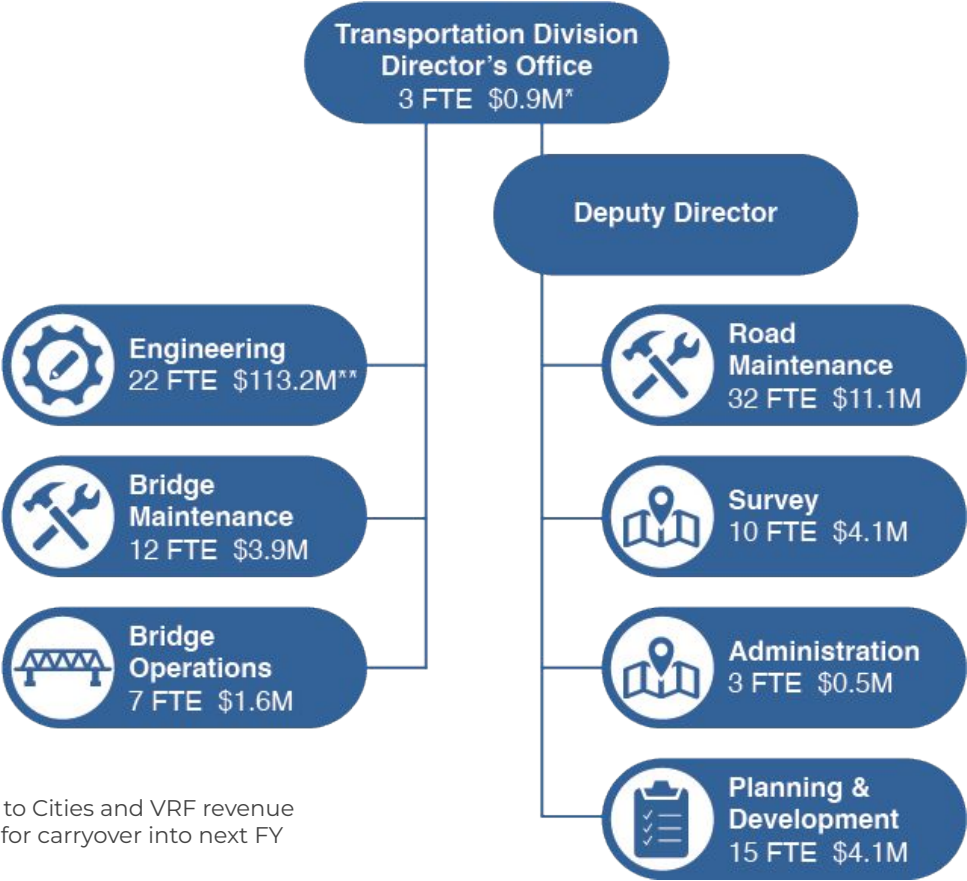 Transportation Division
Director's Office
3 FTE $0.9M*
Deputy Director
Engineering
22 FTE $113.2M**
Bridge
Maintenance
12 FTE $3.9M
Bridge
Operations
7 FTE $1.6M
Road
Maintenance
32 FTE $11.1M
Survey
10 FTE $4.1M
Administration
3 FTE $0.5M
Planning &
Development
15 FTE $4.1M
to Cities and VRF revenue
for carryover into next FY